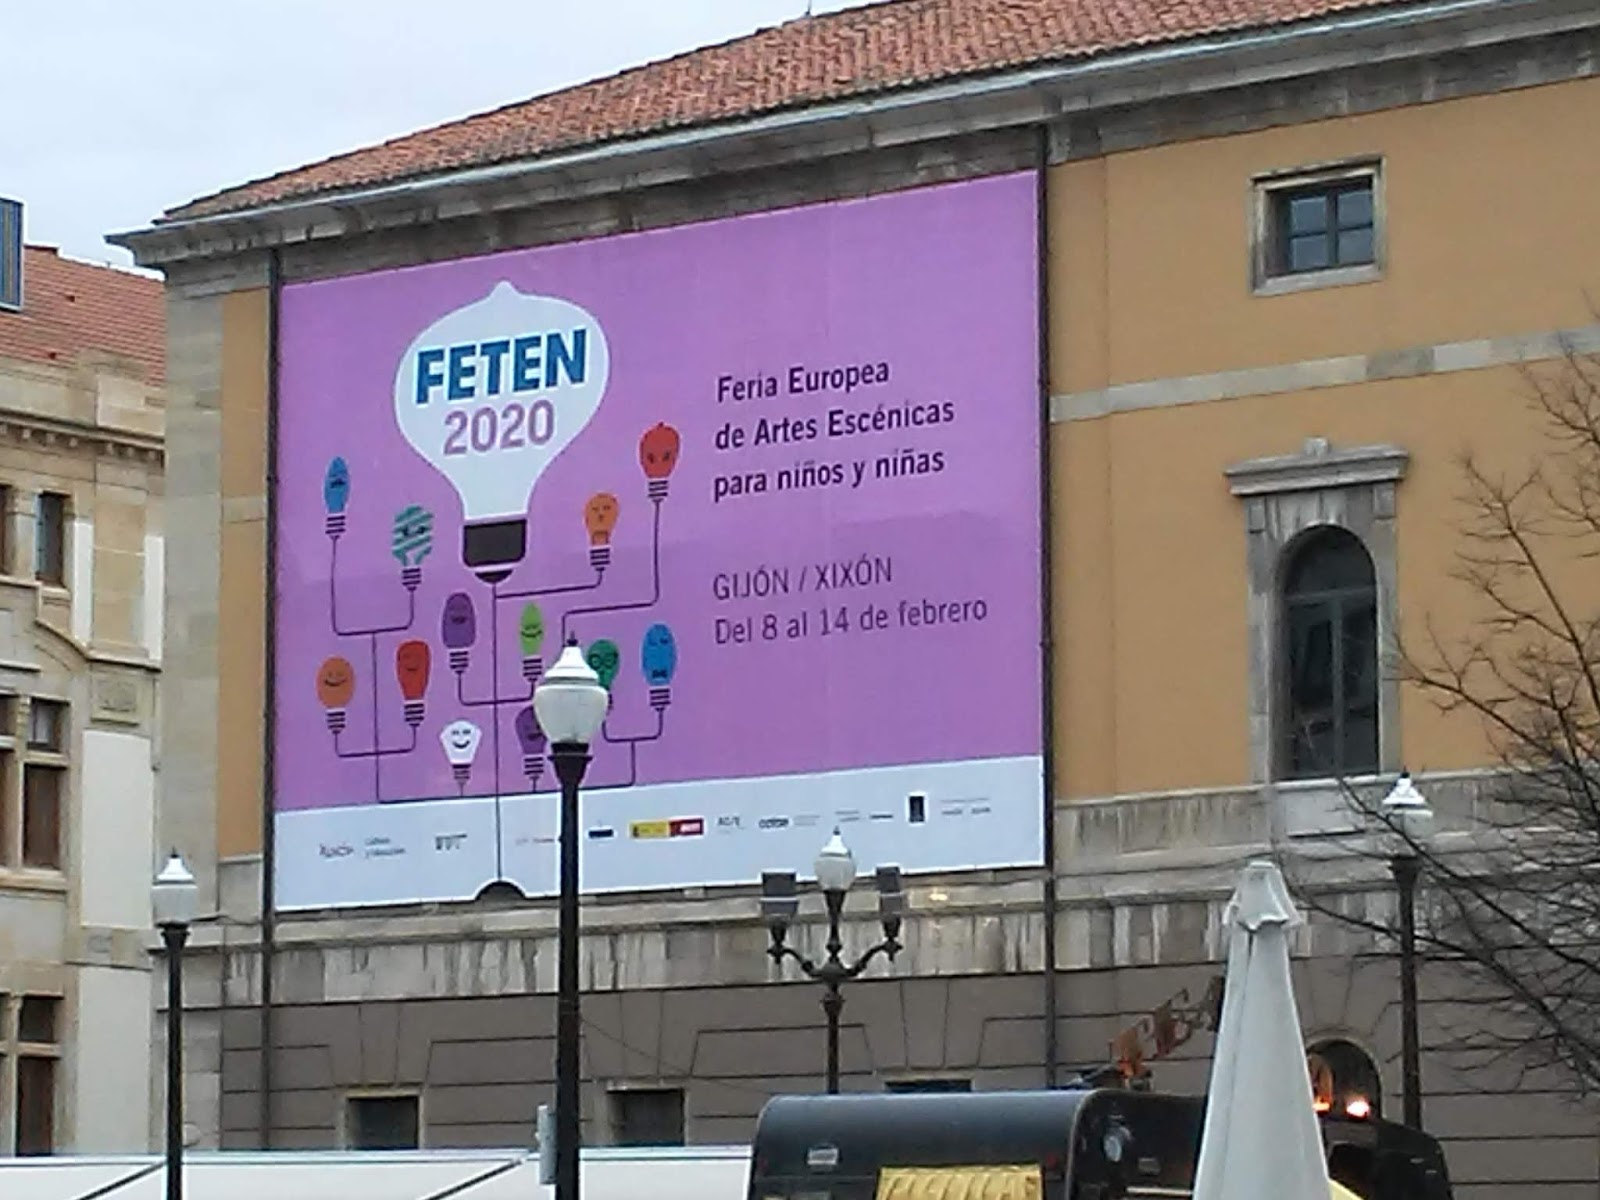 FETEN
2020
Feria Europea
de Artes Escénicas
para niños y niñas
GIJÓN / XIXÓN
Del 8 al 14 de febrero